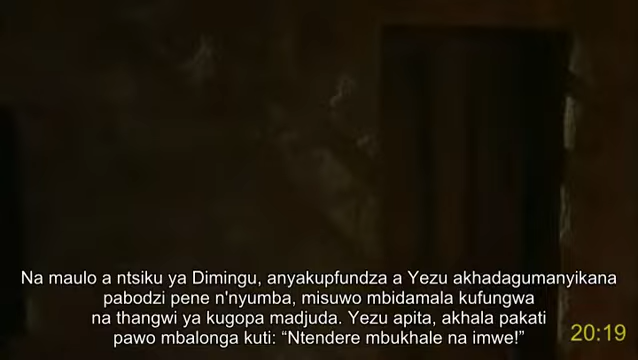 Na maulo a ntsiku ya Dimingu, anyakupfundza a Yezu akhadagumanyikana
pabodzi pene n'nyumba, misuwo mbidamala kufungwa
na thangwi ya kugopa madjuda. Yezu apita, akhala pakati
pawo mbalonga kuti: “Ntendere mbukhale na imwe!”
20:19